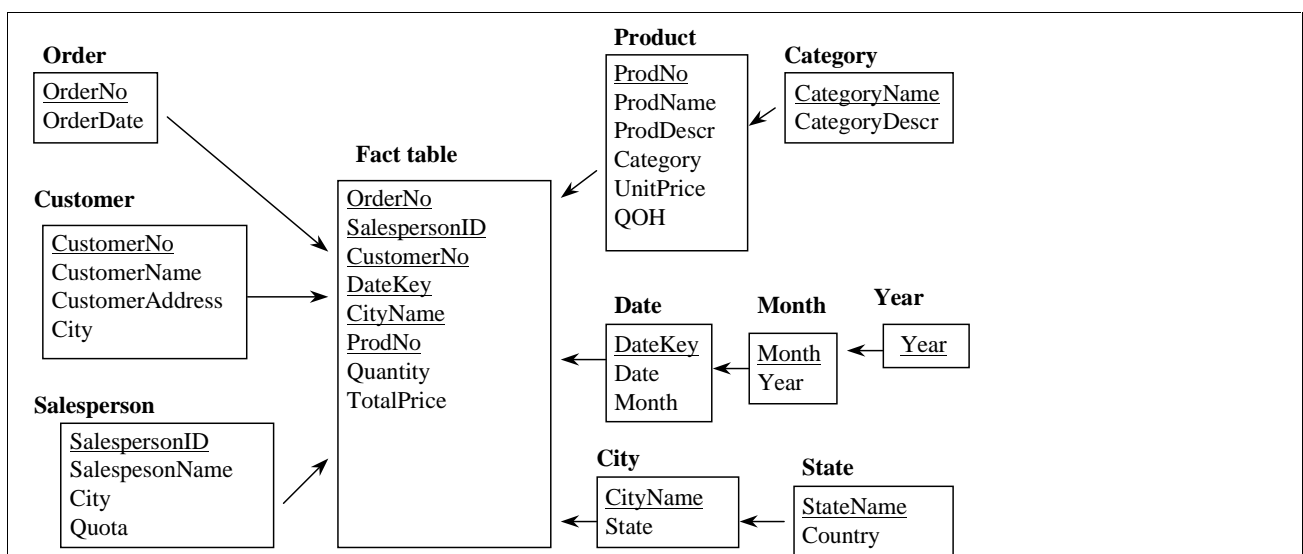 Order
OrderNo
OrderDate
Customer
CustomerNo
CustomerName
CustomerAddress
City
Salesperson
SalespersonID
SalespesonName
City
Quota
Fact table
OrderNo
SalespersonID
CustomerNo
DateKey
CityName
ProdNo
Quantity
TotalPrice
Product
ProdNo
ProdName
ProdDescr
Category
UnitPrice
QOH
Category
CategoryName
CategoryDescr
Date
DateKey
Date
Month
Month
Month
Year
Year
Year
City
CityName
State
State
StateName
Country